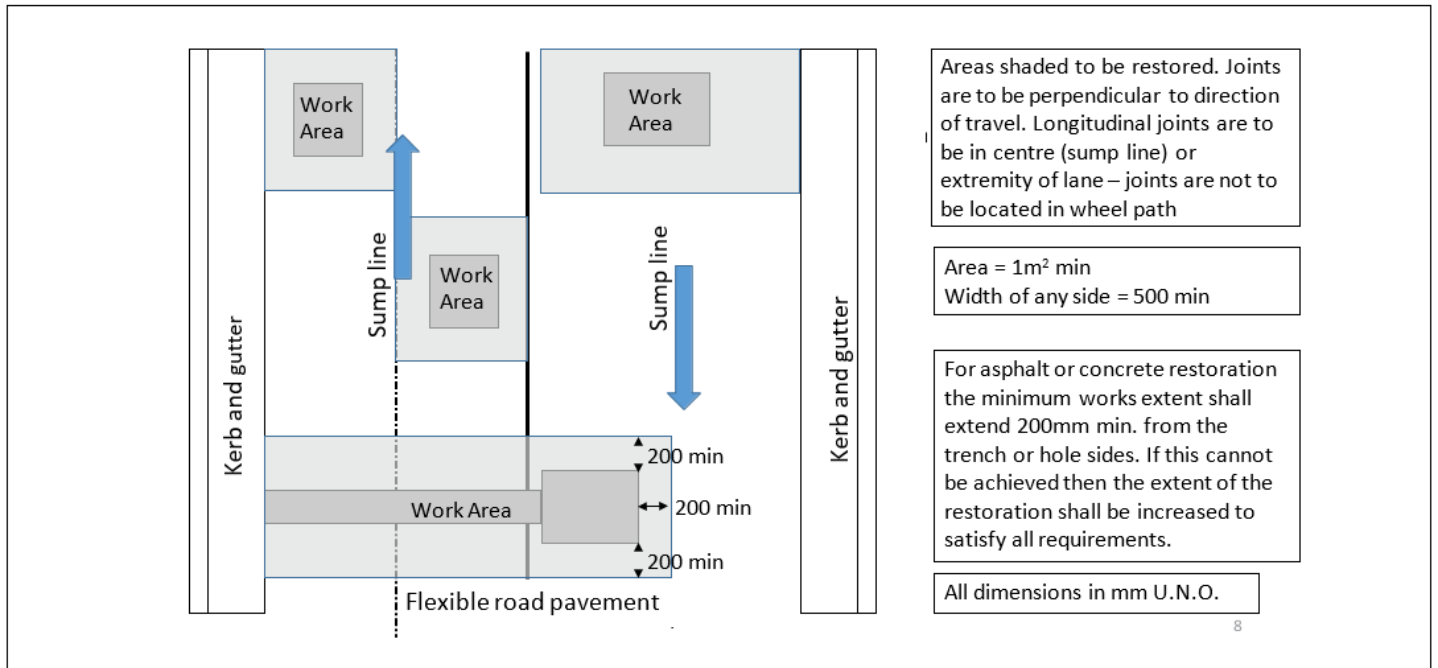 Work
Area
Work
Area
Work
Area
Sump line
Sump line
Kerb and gutter
Kerb and gutter
200 min
Work Area
200 min
200 min
Flexible road pavement
Areas shaded to be restored. Joints
are to be perpendicular to direction
of travel. Longitudinal joints are to
be in centre (sump line) or
extremity of lane – joints are not to
be located in wheel path
Area = 1m² min
Width of any side = 500 min
For asphalt or concrete restoration
the minimum works extent shall
extend 200mm min. from the
trench or hole sides. If this cannot
be achieved then the extent of the
restoration shall be increased to
satisfy all requirements.
All dimensions in mm U.N.O.
8